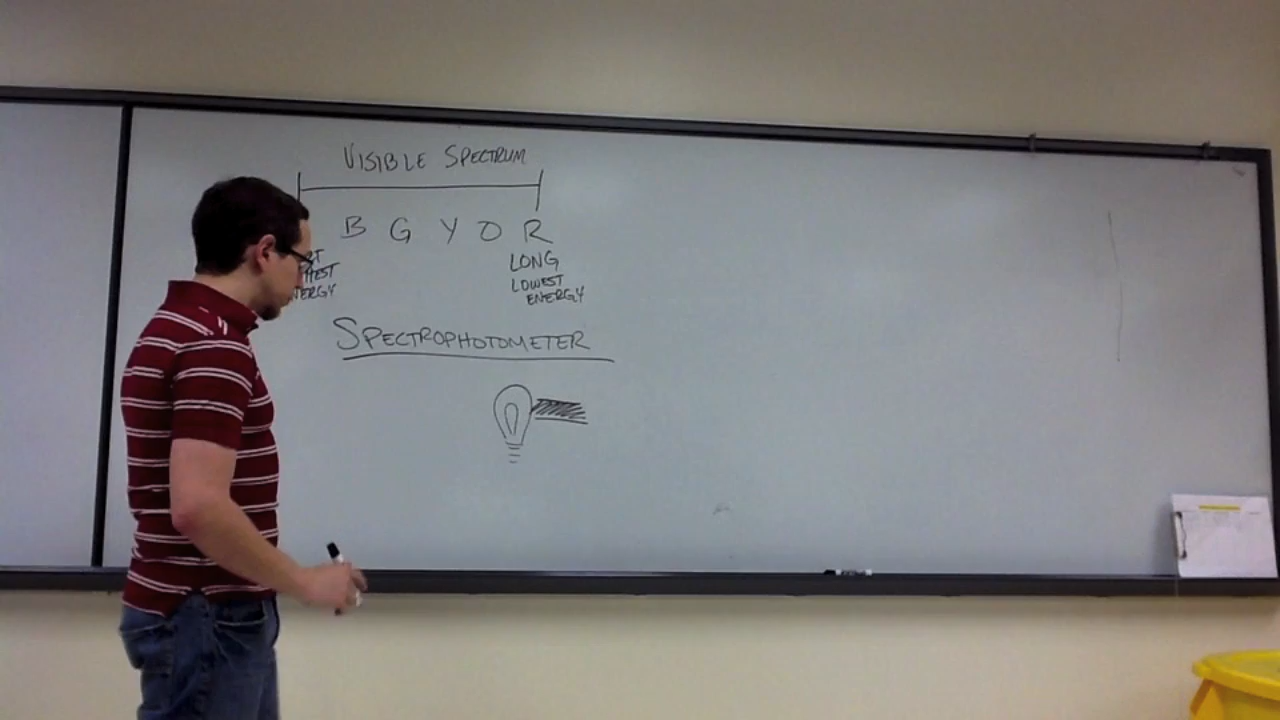 VISIBLE SPECTRUM
B G Y O R
LONG
LOWEST
ENERGY
SPECTROPHOTOMETER